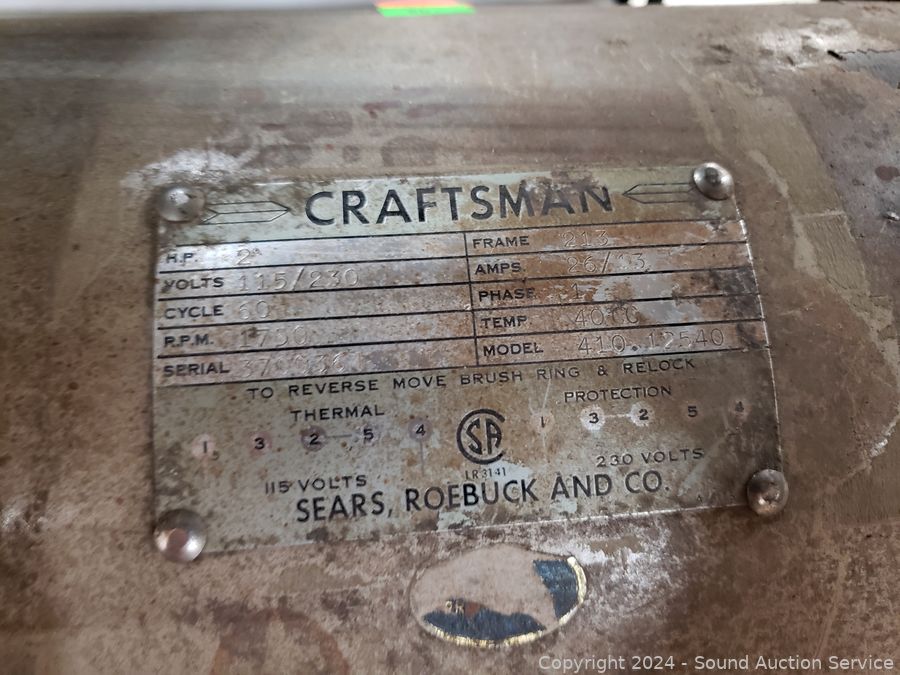 CRAFTSMAN
H.P. 2
FRAME 213
VOLTS 115/230
AMPS. 26/
CYCLE 60
PHASE 1
R.P.M.
TEMP. 40°C
SERIAL
MODEL 410.12540
TO REVERSE MOVE BRUSH RING & RELOCK
THERMAL PROTECTION
1 3 2 5 4 1 3 2 5 4
LR3141
115 VOLTS 230 VOLTS
SEARS, ROEBUCK AND CO.
Copyright © 2024 - Sound Auction Service